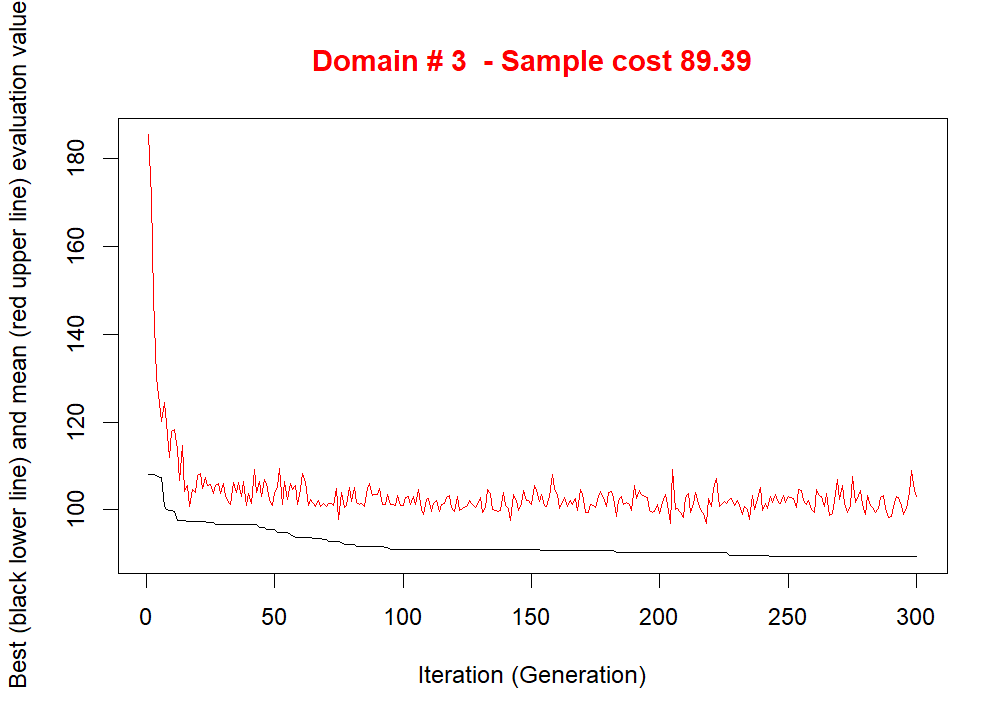 Domain # 3  - Sample cost 89.39
Best (black lower line) and mean (red upper line) evaluation value
180
160
140
120
100
0 50 100 150 200 250 300
Iteration (Generation)